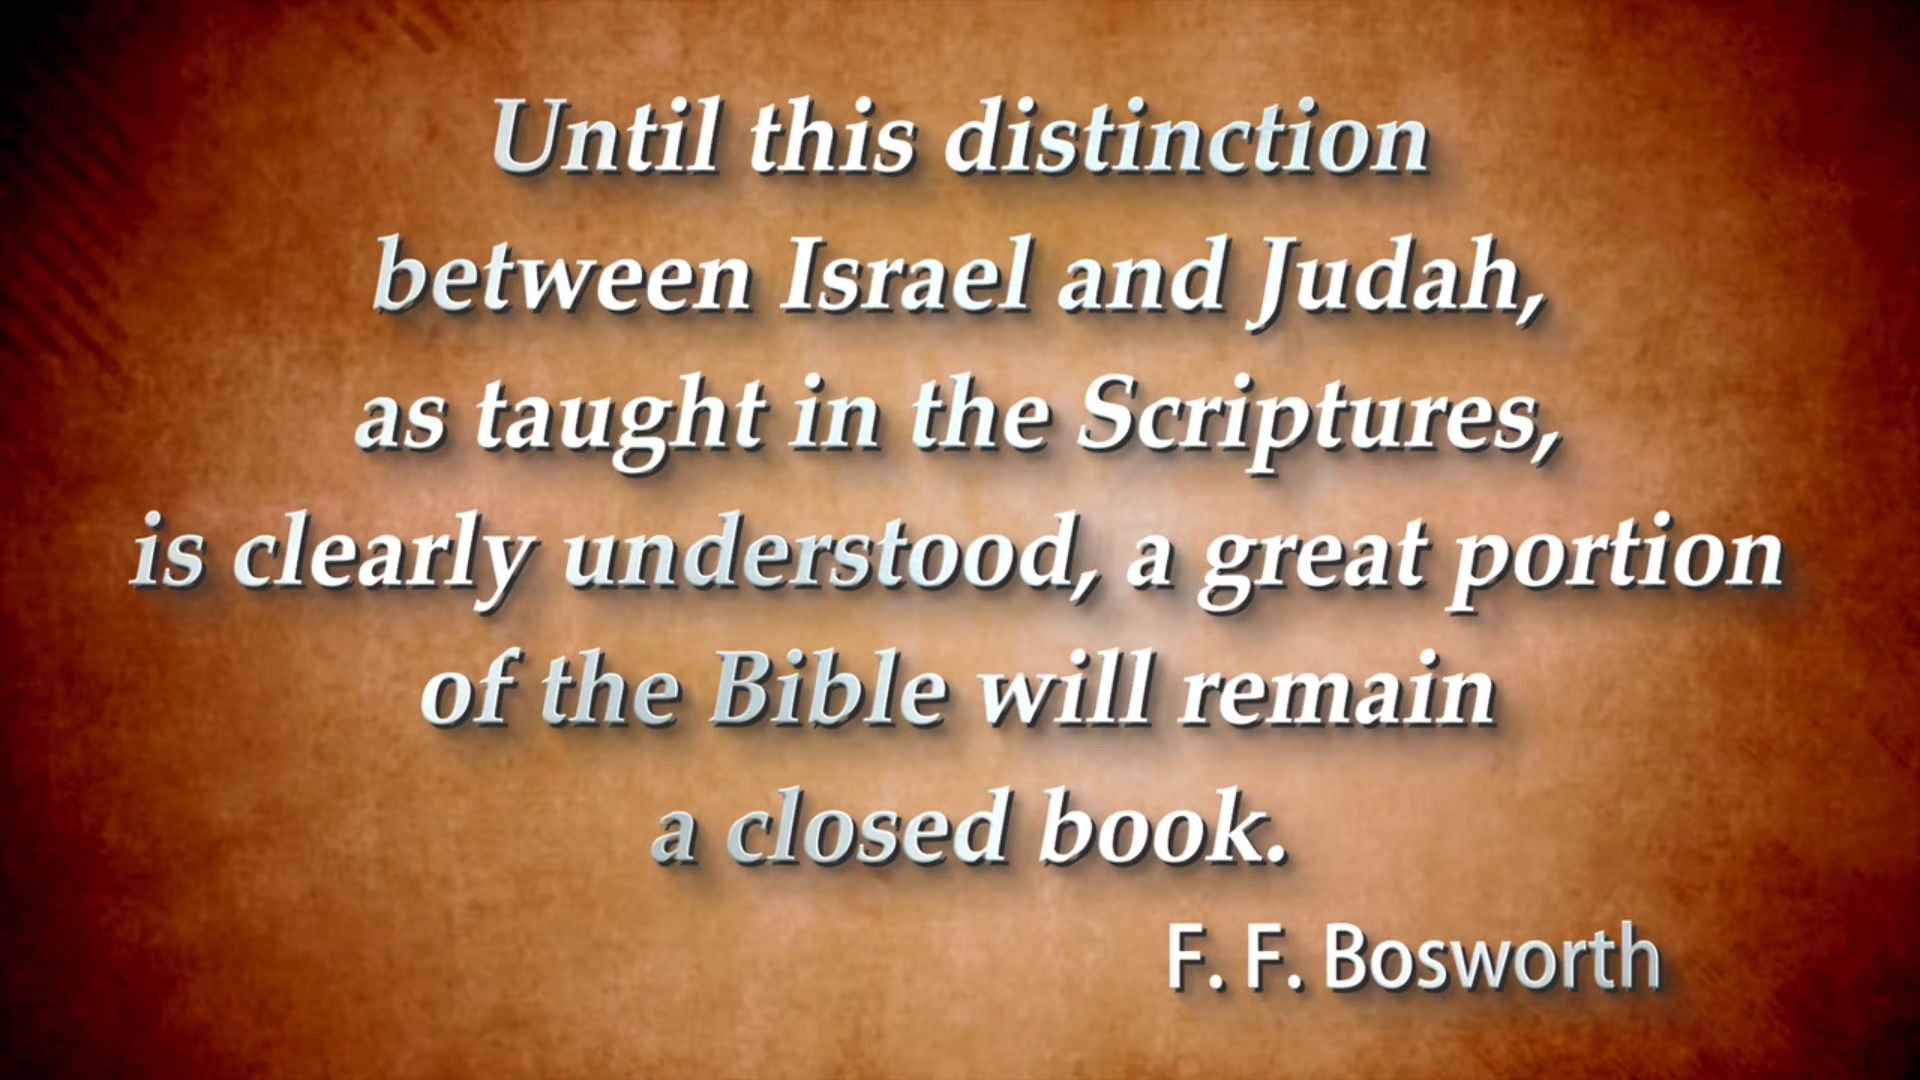 Until this distinction
between Israel and Judah,
as taught in the Scriptures,
is clearly understood, a great portion
of the Bible will remain
a closed book.
F. F. Bosworth